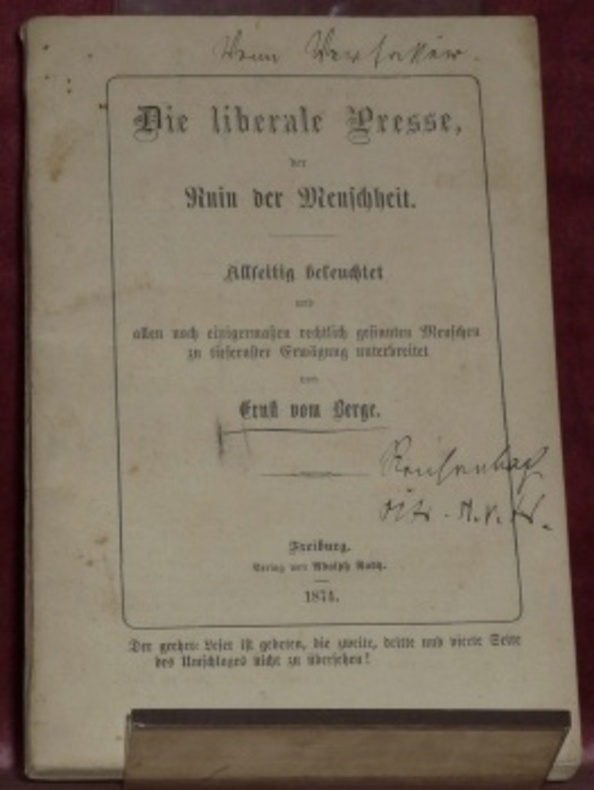 Vom Verfasser.
Die liberale Presse,
der
Ruin der Menschheit.
Allseitig beleuchtet
und
allen noch einigermaßen rechtlich gesinnten Menschen
zu tiefernster Erwägung unterbreitet
von
Ernst vom Berge.
Freiburg.
Verlag von Adolph
1874.
Der geehrte Leser ist gebeten, die zweite, dritte und vierte Seite
des Umschlages nicht zu übersehen!